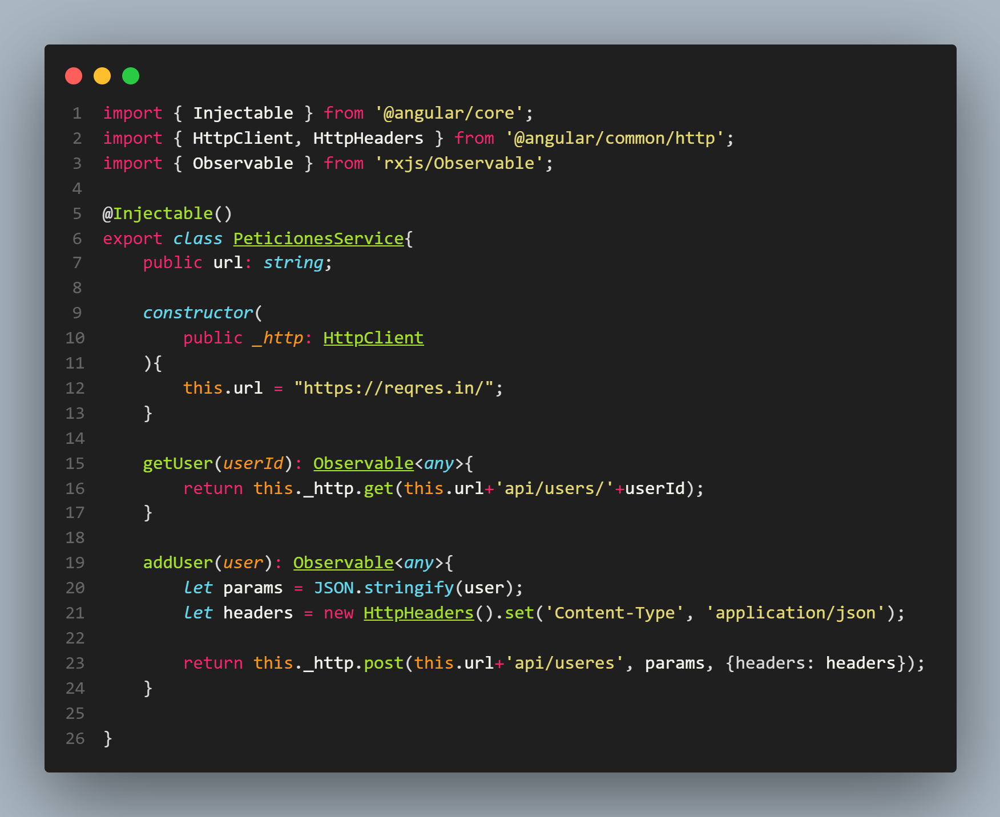 1 import { Injectable } from '@angular/core';
2 import { HttpClient, HttpHeaders } from '@angular/common/http';
3 import { Observable } from 'rxjs/Observable';
4
5 @Injectable()
6 export class PeticionesService{
7     public url: string;
8
9     constructor(
10         public _http: HttpClient
11     ){
12         this.url = "https://reqres.in/";
13     }
14
15     getUser(userId): Observable<any>{
16         return this._http.get(this.url+'api/users/'+userId);
17     }
18
19     addUser(user): Observable<any>{
20         let params = JSON.stringify(user);
21         let headers = new HttpHeaders().set('Content-Type', 'application/json');
22
23         return this._http.post(this.url+'api/useres', params, {headers: headers});
24     }
25
26 }